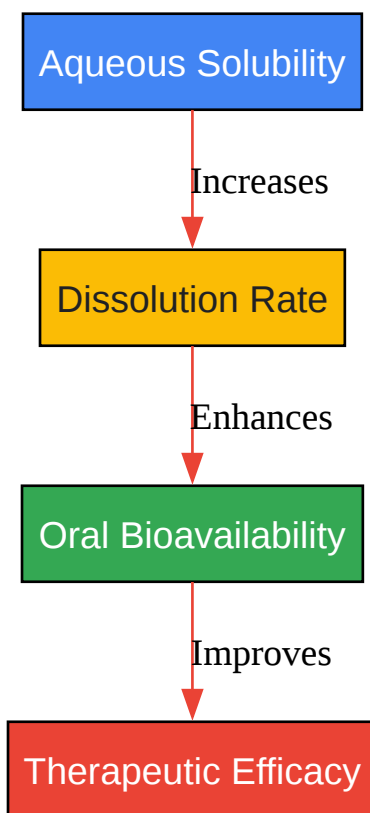 Aqueous Solubility
Increases
Dissolution Rate
Enhances
Oral Bioavailability
Improves
Therapeutic Efficacy